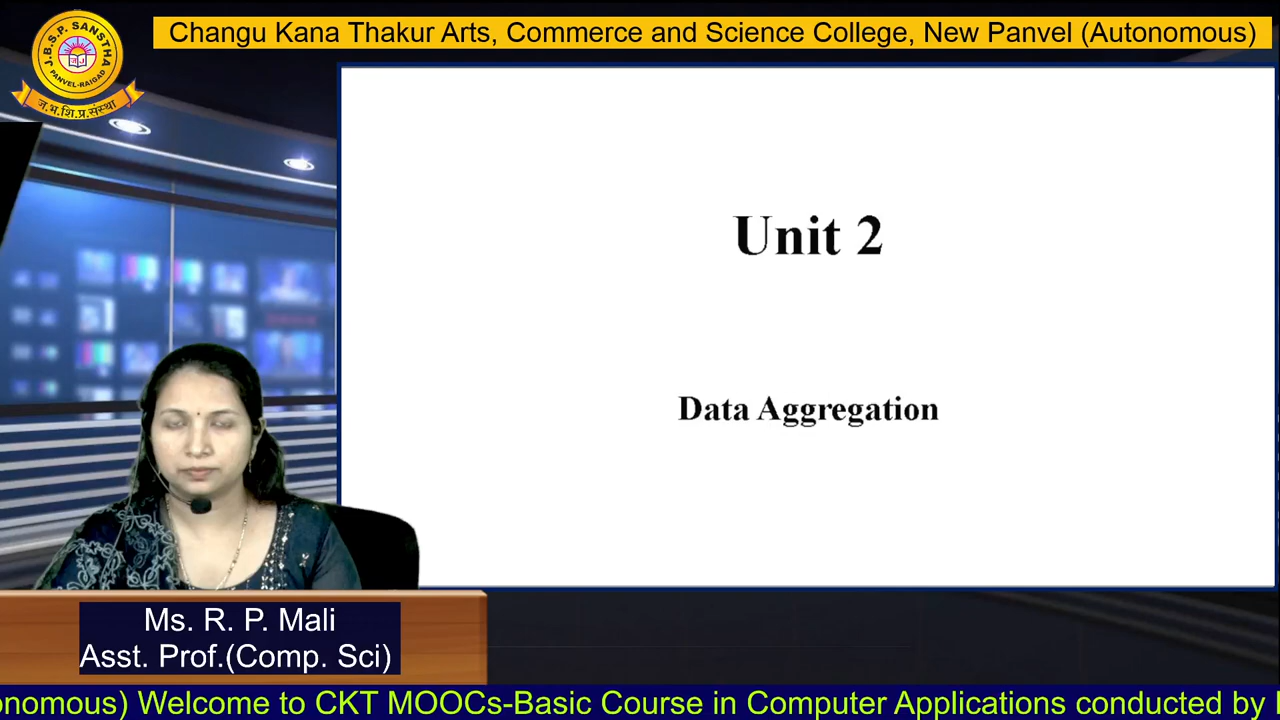 J.B.S.P. SANSTHA
PANVEL-RAIGAD
ज.भ.शि.प्र.संस्था
Changu Kana Thakur Arts, Commerce and Science College, New Panvel (Autonomous)
Unit 2
Data Aggregation
Ms. R. P. Mali
Asst. Prof.(Comp. Sci)
onomous) Welcome to CKT MOOCs-Basic Course in Computer Applications conducted by